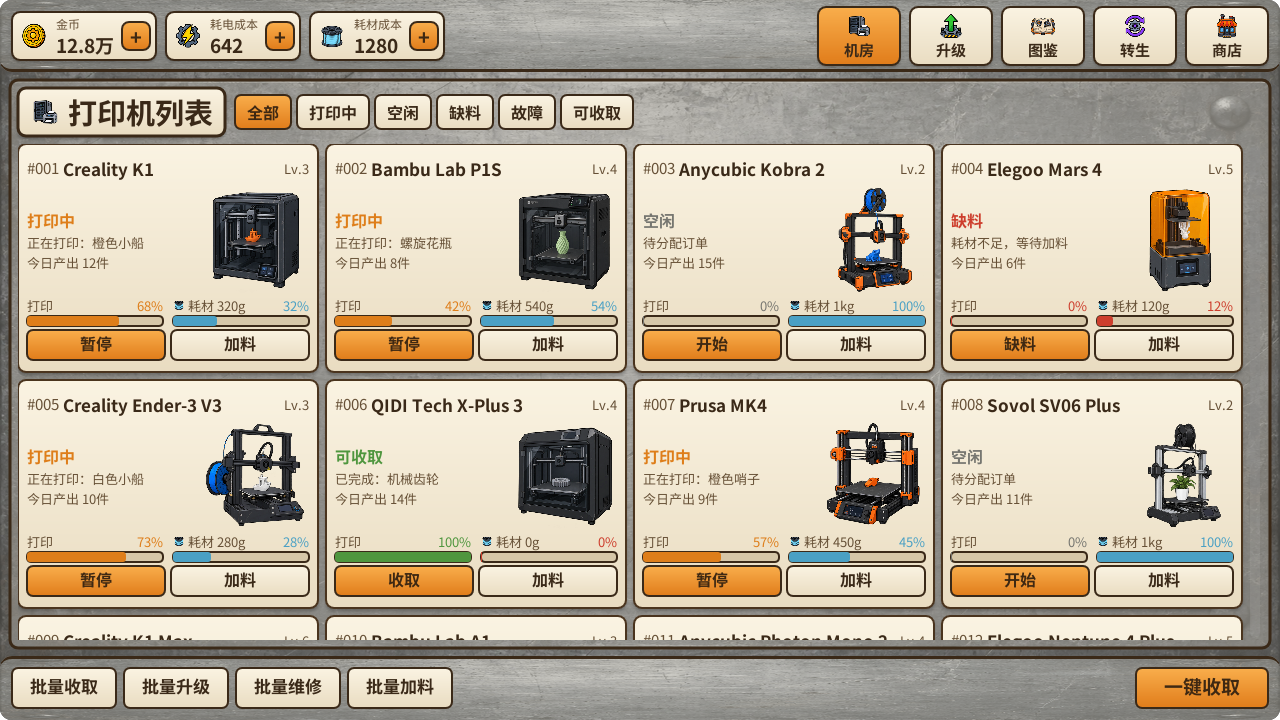 金币
12.8万
+
耗电成本
642
+
耗材成本
1280
+
机房
升级
图鉴
转生
商店
打印机列表
全部
打印中
空闲
缺料
故障
可收取
#001 Creality K1 Lv.3
打印中
正在打印：橙色小船
今日产出 12件
打印 68% 耗材 320g 32%
暂停 加料
#002 Bambu Lab P1S Lv.4
打印中
正在打印：螺旋花瓶
今日产出 8件
打印 42% 耗材 540g 54%
暂停 加料
#003 Anycubic Kobra 2 Lv.2
空闲
待分配订单
今日产出 15件
打印 0% 耗材 1kg 100%
开始 加料
#004 Elegoo Mars 4 Lv.5
缺料
耗材不足，等待加料
今日产出 6件
打印 0% 耗材 120g 12%
缺料 加料
#005 Creality Ender-3 V3 Lv.3
打印中
正在打印：白色小船
今日产出 10件
打印 73% 耗材 280g 28%
暂停 加料
#006 QIDI Tech X-Plus 3 Lv.4
可收取
已完成：机械齿轮
今日产出 14件
打印 100% 耗材 0g 0%
收取 加料
#007 Prusa MK4 Lv.4
打印中
正在打印：橙色哨子
今日产出 9件
打印 57% 耗材 450g 45%
暂停 加料
#008 Sovol SV06 Plus Lv.2
空闲
待分配订单
今日产出 11件
打印 0% 耗材 1kg 100%
开始 加料
#009 Creality K1 Max
#010 Bambu Lab A1
#011 Anycubic Photon Mono
#012 Elegoo Neptune 4 Plus
批量收取
批量升级
批量维修
批量加料
一键收取